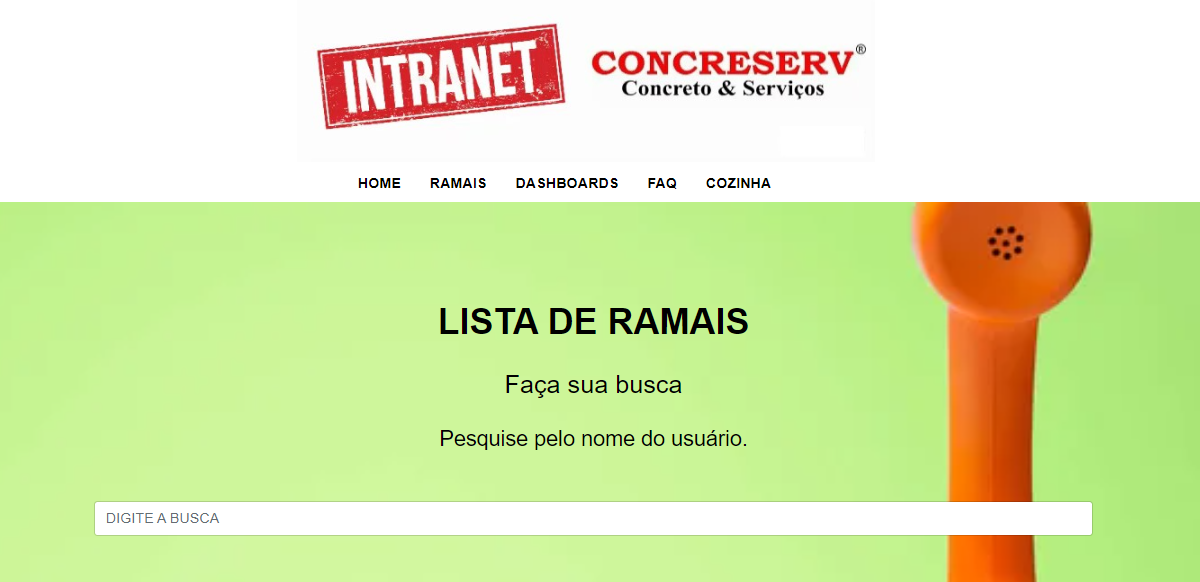 INTRANET
CONCRESERV®
Concreto & Serviços
HOME RAMAIS DASHBOARDS FAQ COZINHA
LISTA DE RAMAIS
Faça sua busca
Pesquise pelo nome do usuário.
DIGITE A BUSCA